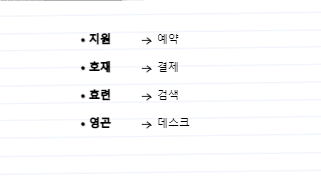 • 지원 → 예약
• 호재 → 결제
• 효련 → 검색
• 영곤 → 데스크